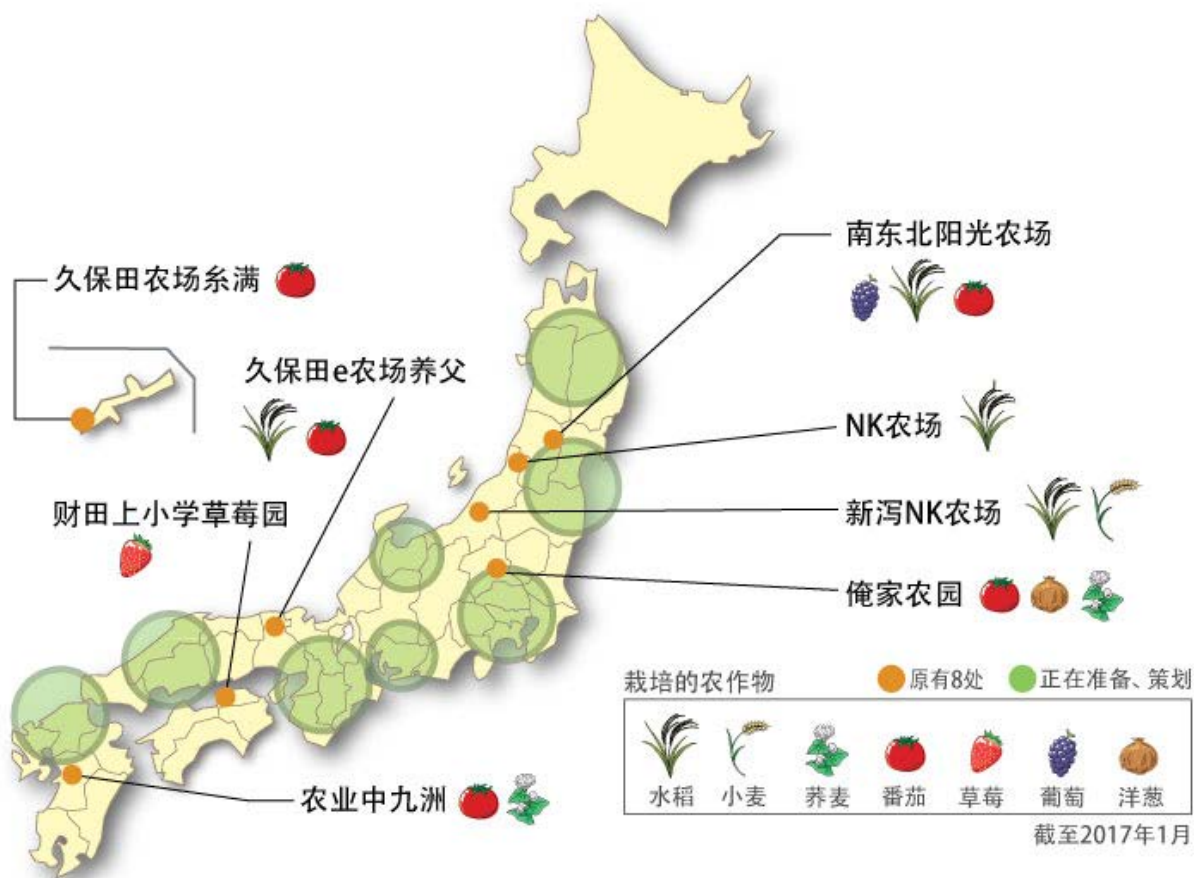 南东北阳光农场
久保田农场糸满
久保田e农场养父
NK农场
财田上小学草莓园
新泻NK农场
俺家农园
农业中九洲
栽培的农作物
原有8处
正在准备、策划
水稻
小麦
荞麦
番茄
草莓
葡萄
洋葱
截至2017年1月